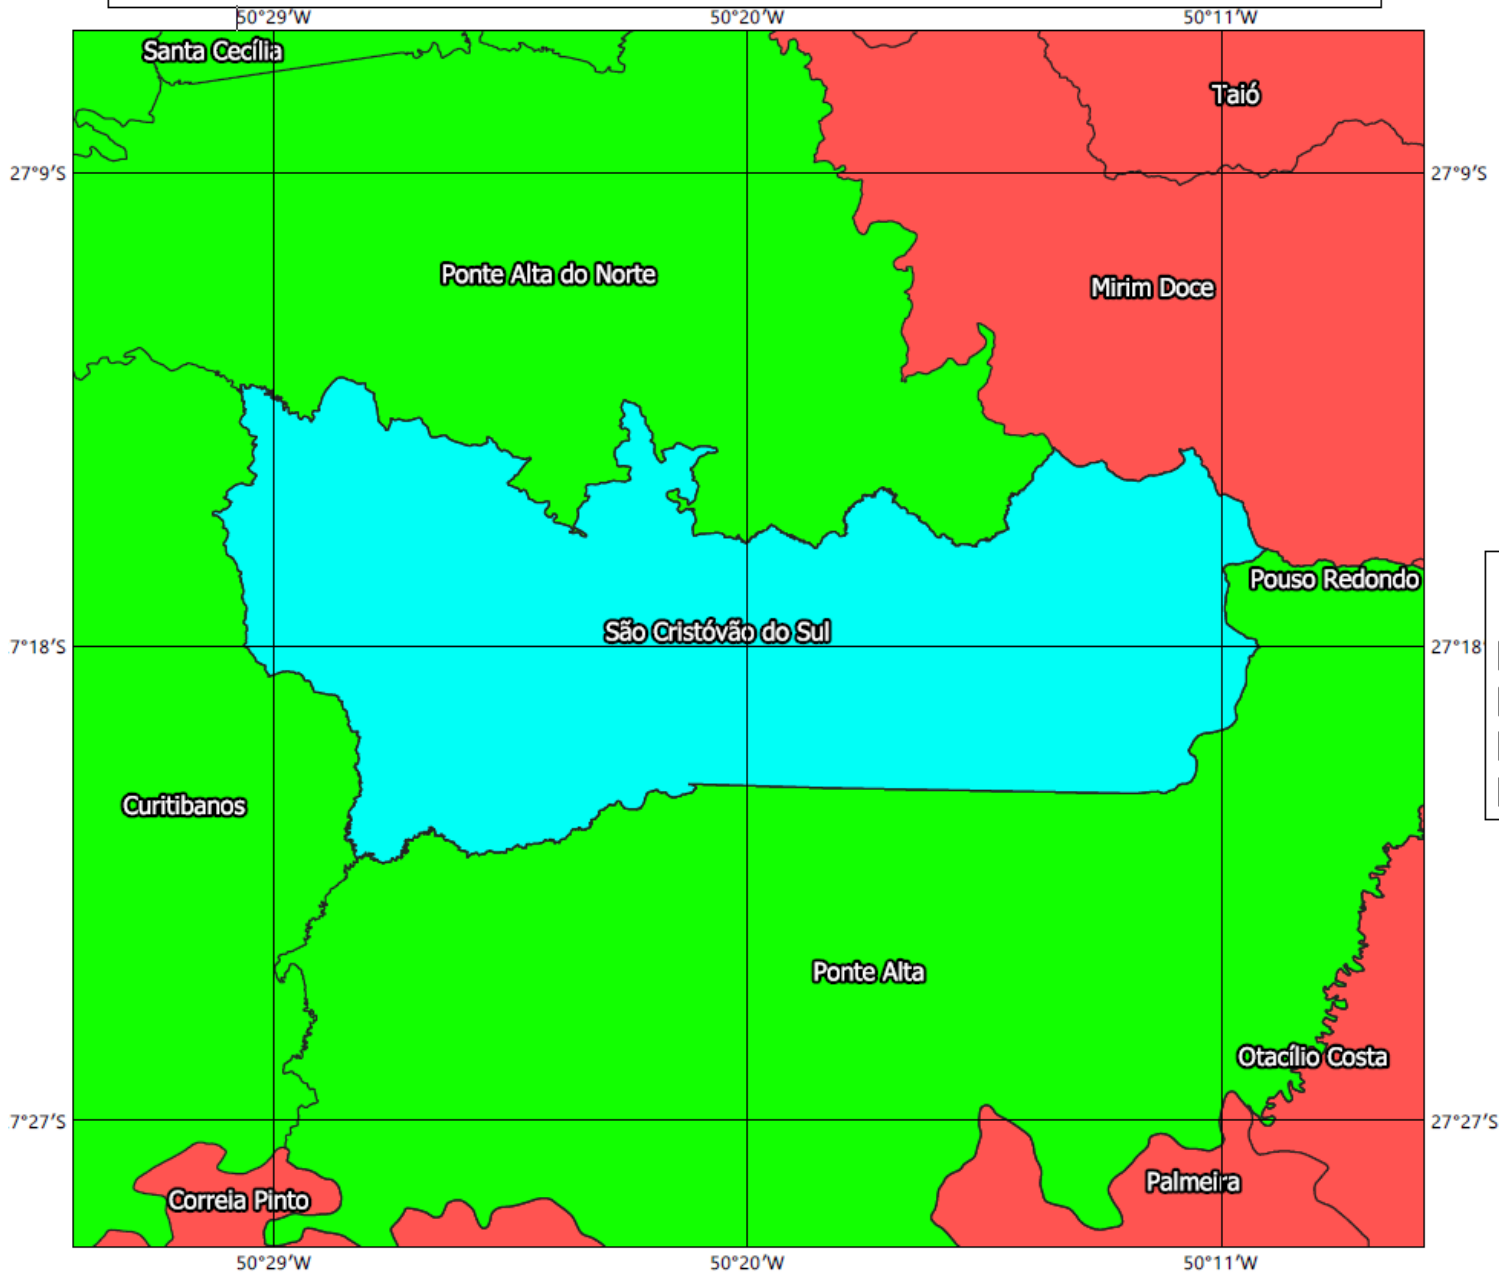 50°29′W 50°20′W 50°11′W
Santa Cecília
Taió
27°9′S 27°9′S
Ponte Alta do Norte
Mirim Doce
Pouso Redondo
São Cristóvão do Sul
7°18′S 27°18′
Curitibanos
Ponte Alta
Otacílio Costa
7°27′S 27°27′S
Palmeira
Correia Pinto
50°29′W 50°20′W 50°11′W